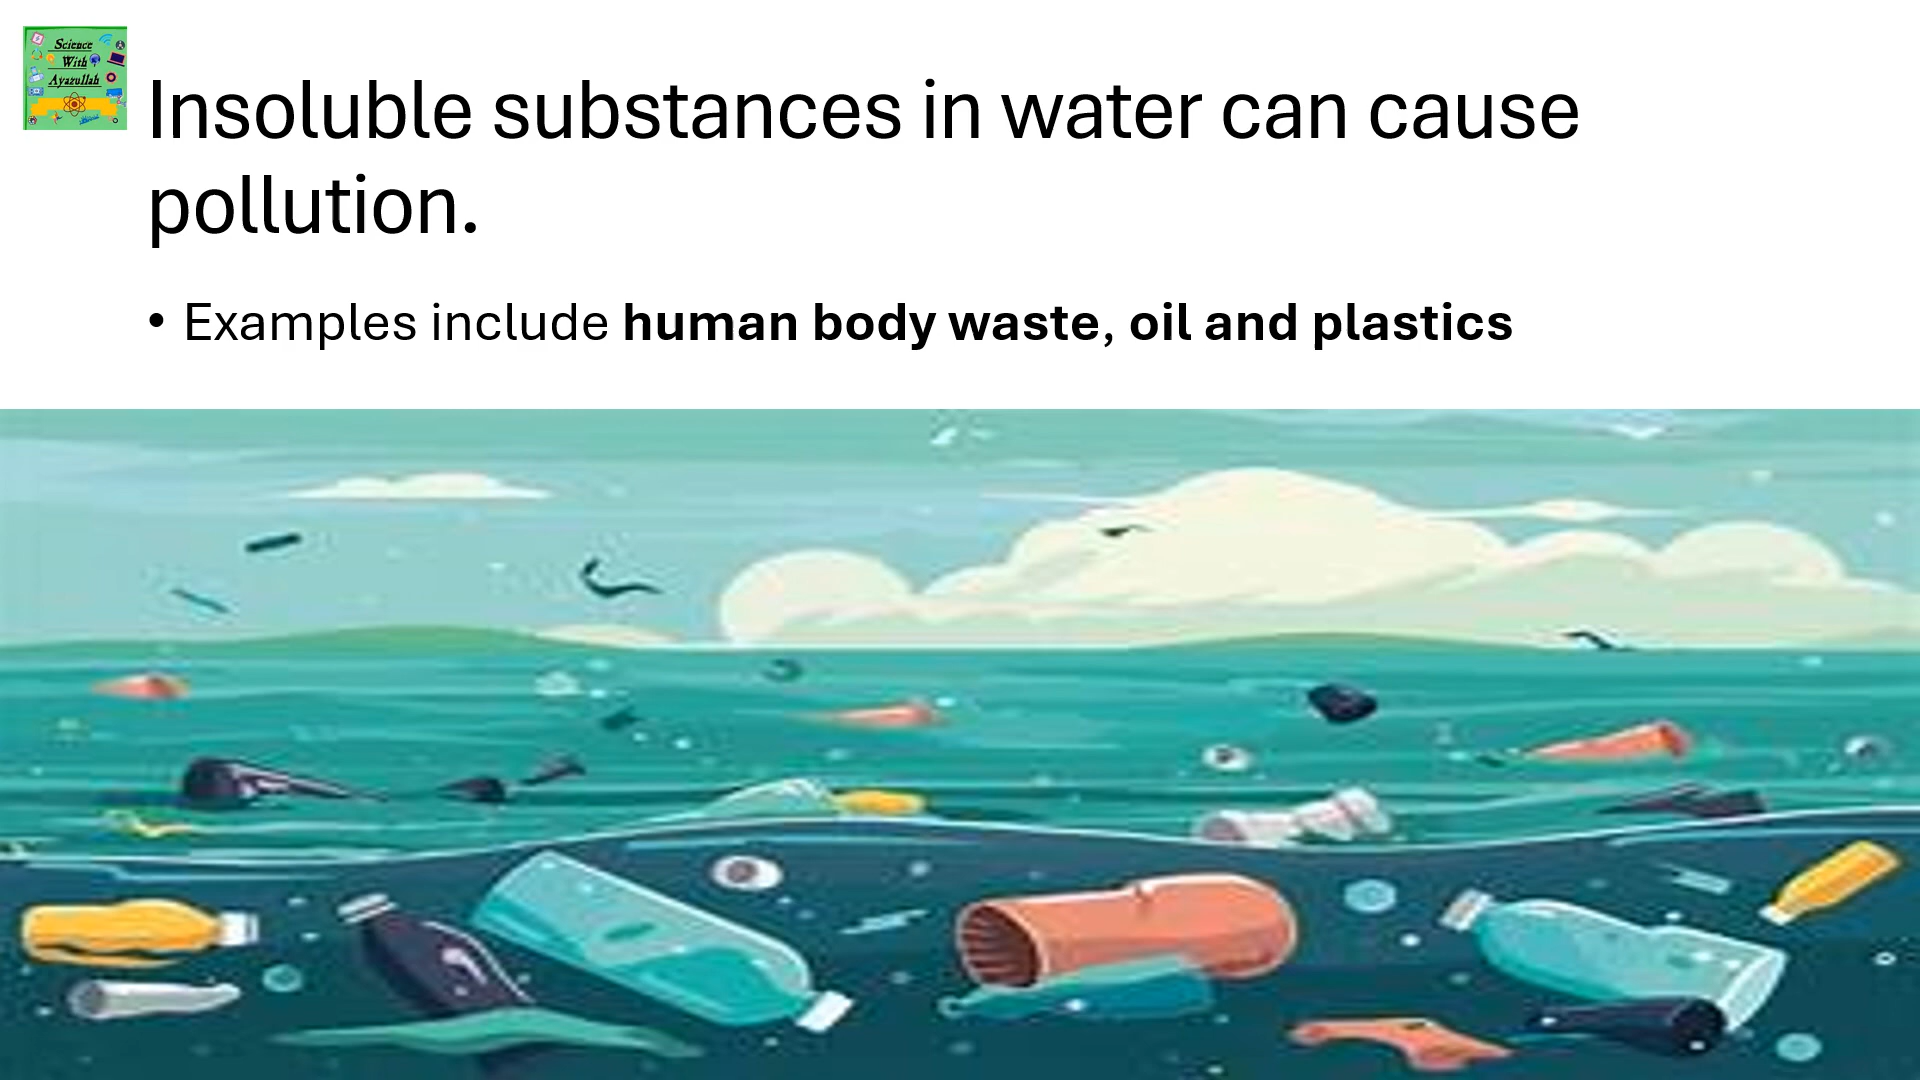 Science
With
Ayazullah
Insoluble substances in water can cause
pollution.
• Examples include human body waste, oil and plastics